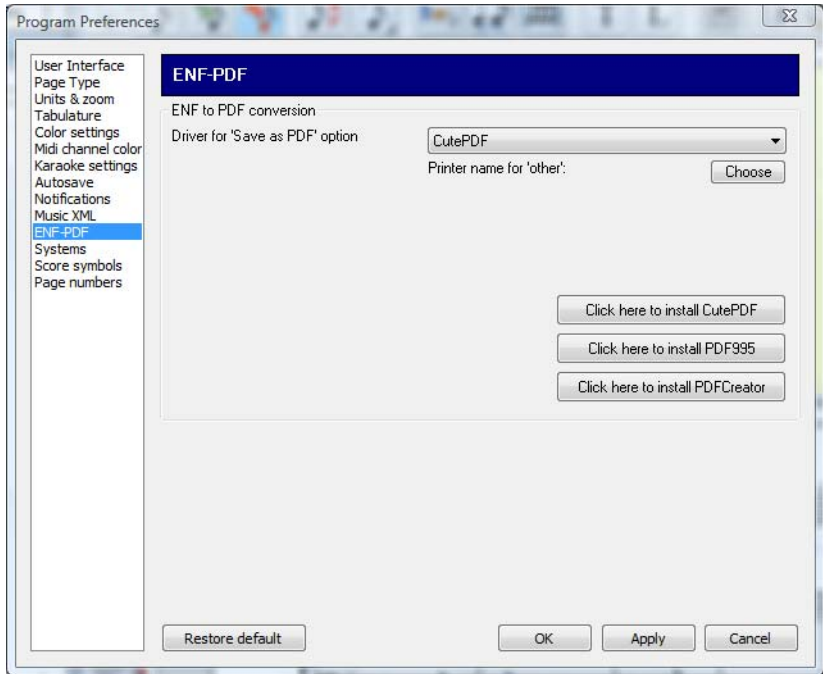 Program Preferences
User Interface
Page Type
Units & zoom
Tabulature
Color settings
Midi channel color
Karaoke settings
Autosave
Notifications
Music XML
ENF-PDF
Systems
Score symbols
Page numbers
ENF-PDF
ENF to PDF conversion
Driver for 'Save as PDF' option
CutePDF
Printer name for 'other':
Choose
Click here to install CutePDF
Click here to install PDF995
Click here to install PDFCreator
Restore default
OK
Apply
Cancel